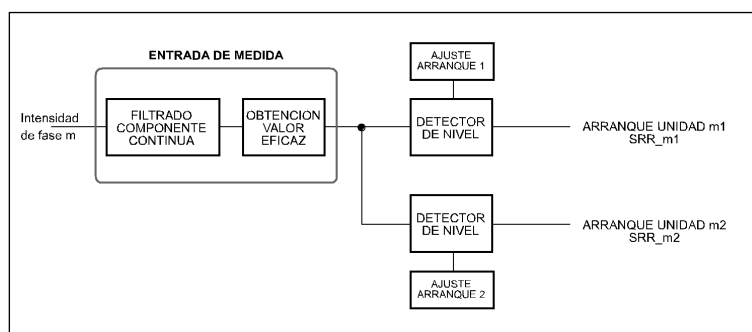 ENTRADA DE MEDIDA
Intensidad
de fase m
FILTRADO
COMPONENTE
CONTINUA
OBTENCION
VALOR
EFICAZ
AJUSTE
ARRANQUE 1
DETECTOR
DE NIVEL
ARRANQUE UNIDAD m1
SRR_m1
DETECTOR
DE NIVEL
ARRANQUE UNIDAD m2
SRR_m2
AJUSTE
ARRANQUE 2